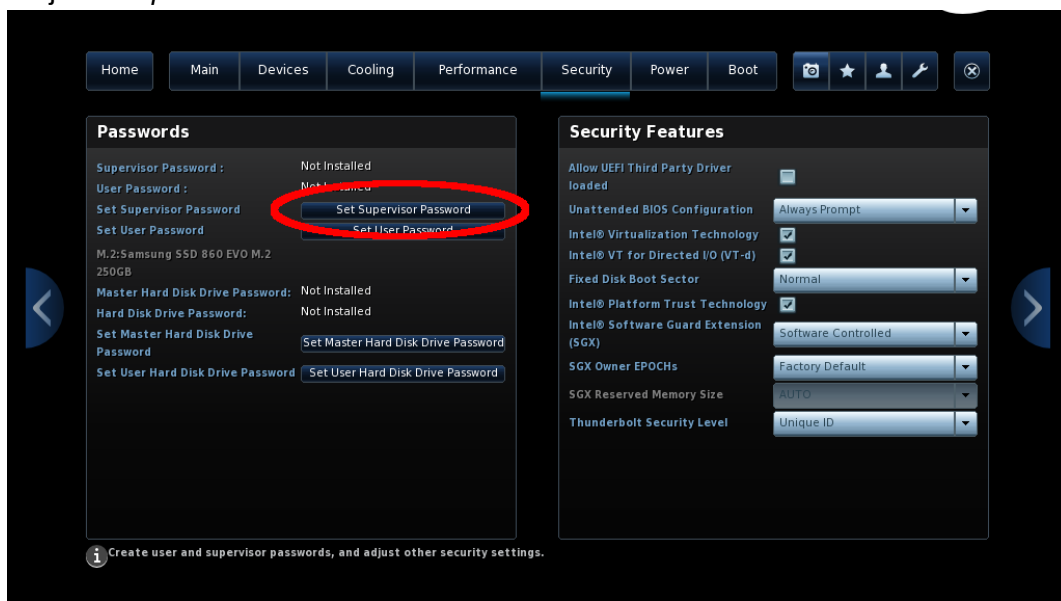 Home Main Devices Cooling Performance Security Power Boot
Passwords
Supervisor Password : Not Installed
User Password :
Set Supervisor Password Set Supervisor Password
Set User Password Set User Password
M.2:Samsung SSD 860 EVO M.2
250GB
Master Hard Disk Drive Password: Not Installed
Hard Disk Drive Password: Not Installed
Set Master Hard Disk Drive
Password Set Master Hard Disk Drive Password
Set User Hard Disk Drive Password Set User Hard Disk Drive Password
Security Features
Allow UEFI Third Party Driver
loaded
Unattended BIOS Configuration Always Prompt
Intel® Virtualization Technology
Intel® VT for Directed I/O (VT-d)
Fixed Disk Boot Sector Normal
Intel® Platform Trust Technology
Intel® Software Guard Extension
(SGX) Software Controlled
SGX Owner EPOCHs Factory Default
SGX Reserved Memory Size AUTO
Thunderbolt Security Level Unique ID
Create user and supervisor passwords, and adjust other security settings.